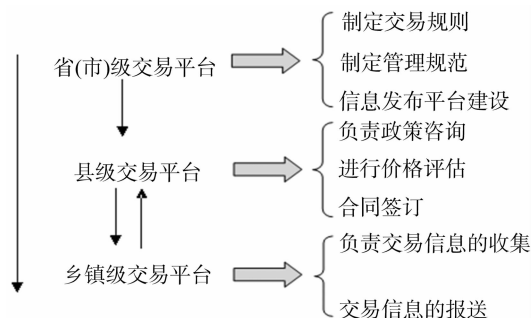 制定交易规则
省(市)级交易平台
制定管理规范
信息发布平台建设
负责政策咨询
县级交易平台
进行价格评估
合同签订
负责交易信息的收集
乡镇级交易平台
交易信息的报送